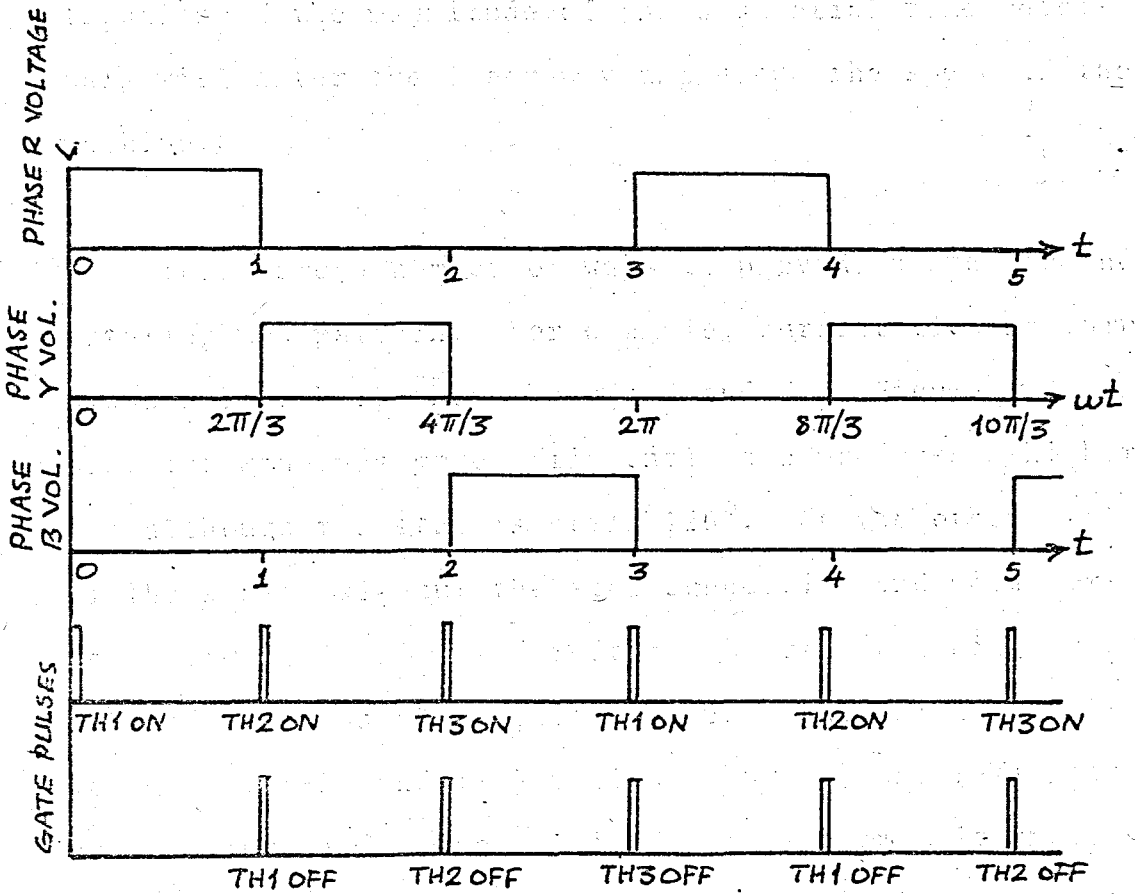 PHASE R VOLTAGE
t
0 1 2 3 4 5
PHASE Y VOL.
ωt
0 2π/3 4π/3 2π 8π/3 10π/3
PHASE B VOL.
t
0 1 2 3 4 5
GATE PULSES
TH1 ON TH2 ON TH3 ON TH1 ON TH2 ON TH3 ON
TH1 OFF TH2 OFF TH3 OFF TH1 OFF TH2 OFF